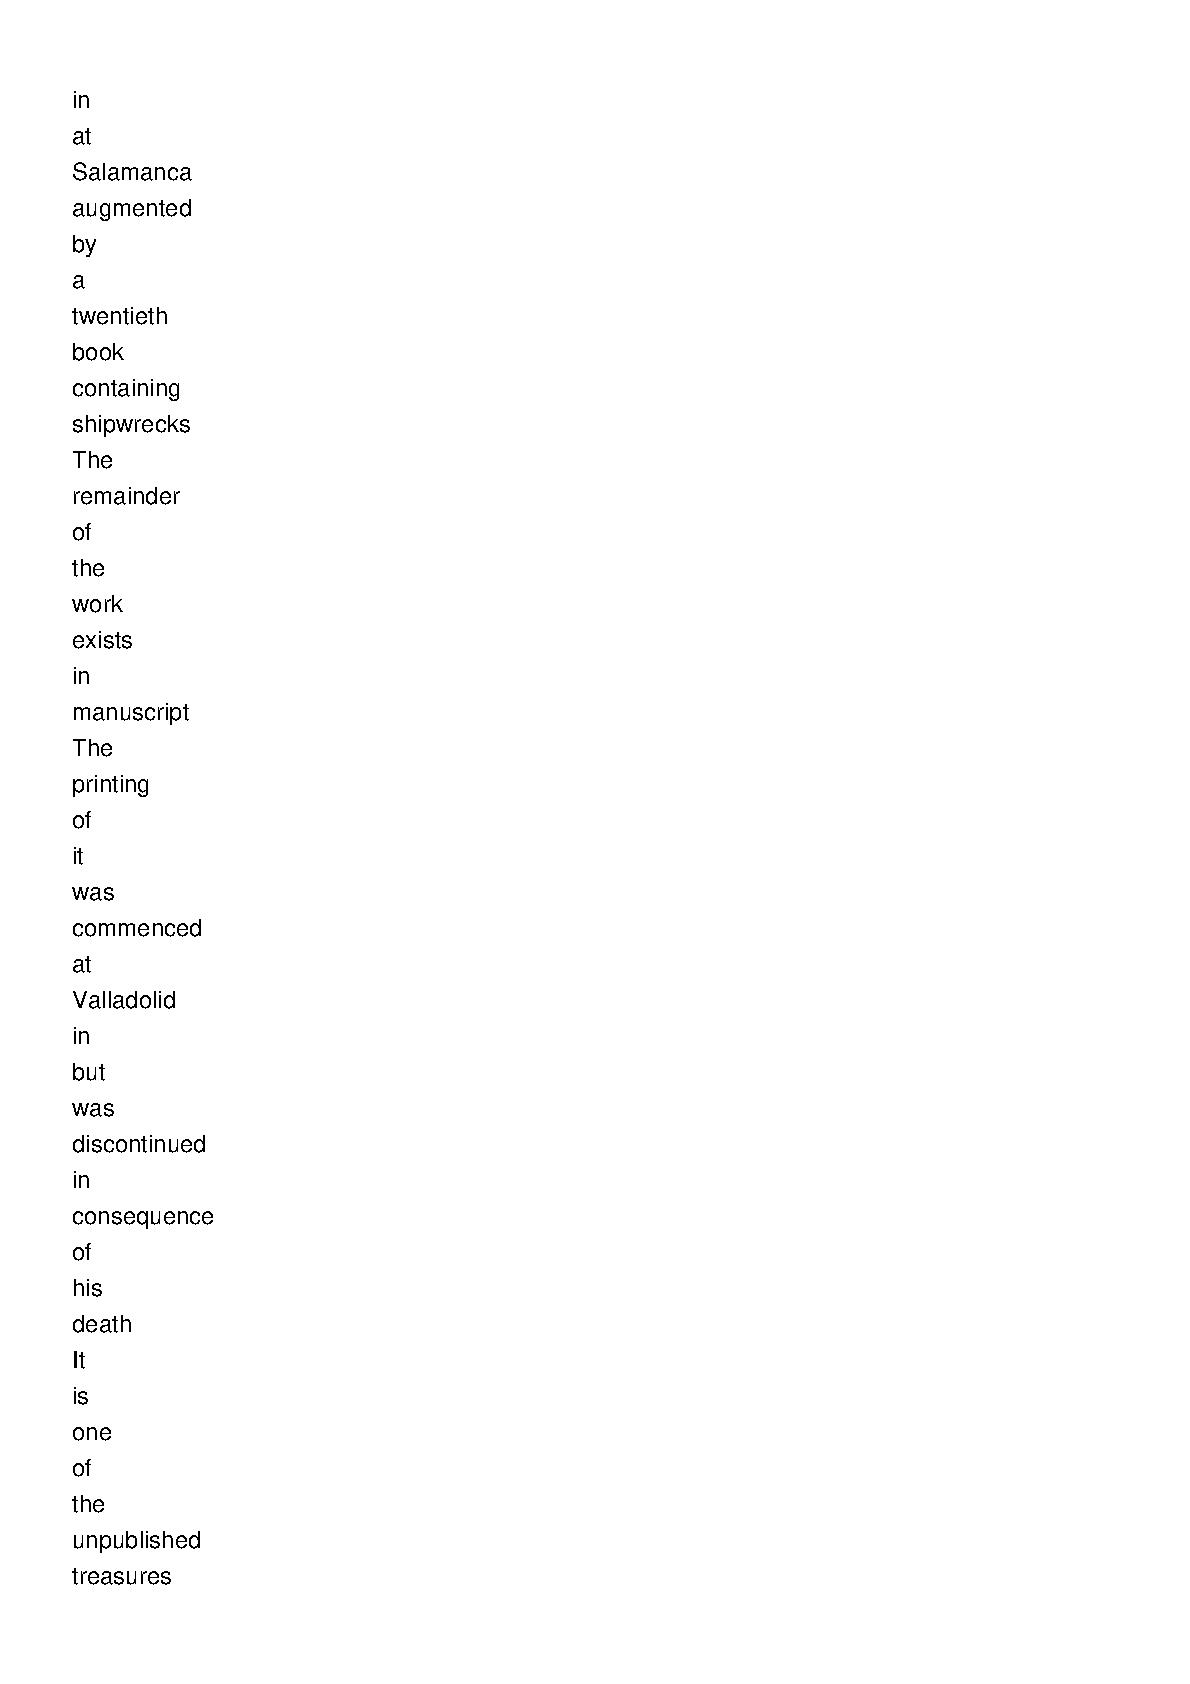 in
at
Salamanca
augmented
by
a
twentieth
book
containing
shipwrecks
The
remainder
of
the
work
exists
in
manuscript
The
printing
of
it
was
commenced
at
Valladolid
in
but
was
discontinued
in
consequence
of
his
death
It
is
one
of
the
unpublished
treasures